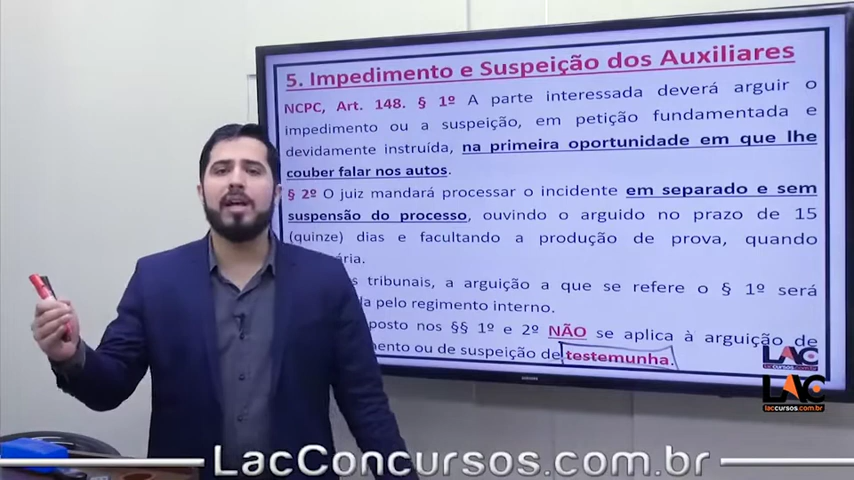 5. Impedimento e Suspeição dos Auxiliares
NCPC, Art. 148. § 1º A parte interessada deverá arguir o
impedimento ou a suspeição, em petição fundamentada e
devidamente instruída, na primeira oportunidade em que lhe
couber falar nos autos.
§ 2º O juiz mandará processar o incidente em separado e sem
suspensão do processo, ouvindo o arguido no prazo de 15
(quinze) dias e facultando a produção de prova, quando
tribunais, a arguição a que se refere o § 1º será
pelo regimento interno.
nos §§ 1º e 2º NÃO se aplica à arguição de
ou de suspeição de testemunha.
LAC
LACConcursos.com.br
LAC
lacconcursos.com.br
LacConcursos.com.br